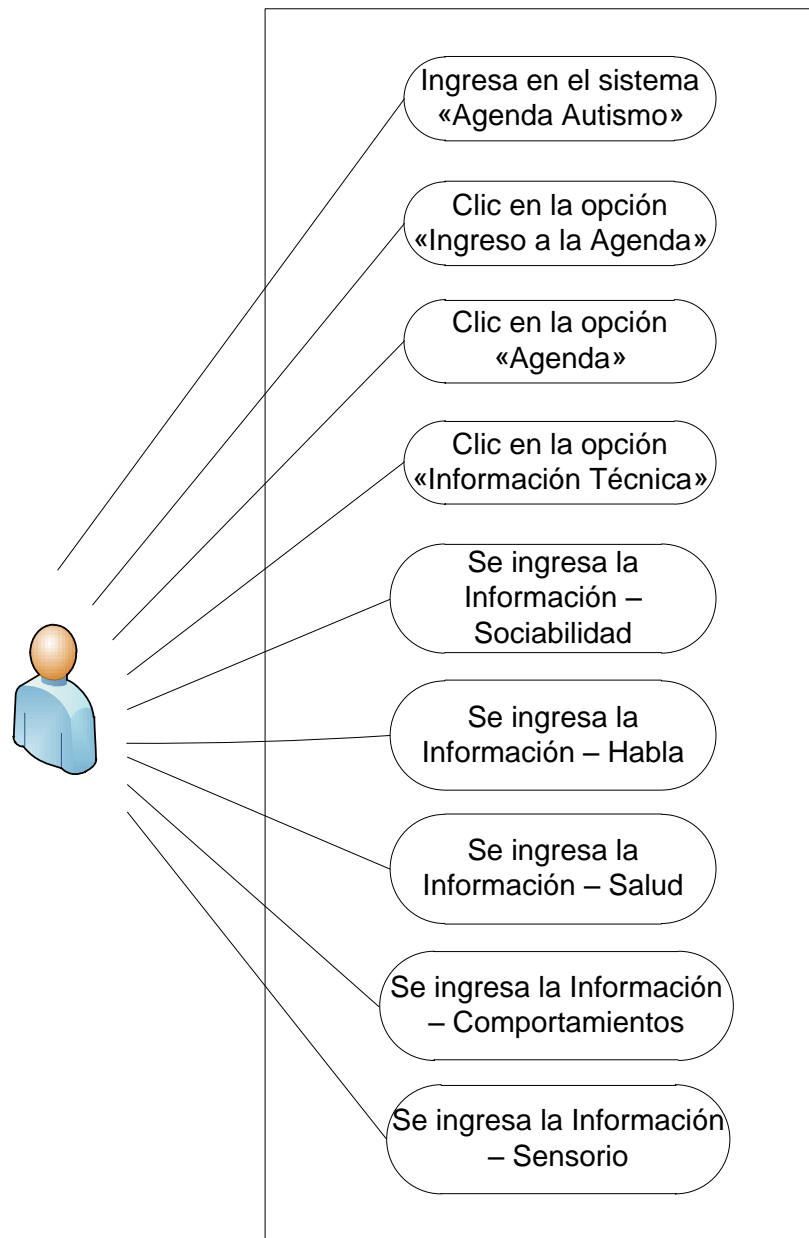 Ingresa en el sistema
«Agenda Autismo»
Clic en la opción
«Ingreso a la Agenda»
Clic en la opción
«Agenda»
Clic en la opción
«Información Técnica»
Se ingresa la
Información –
Sociabilidad
Se ingresa la
Información – Habla
Se ingresa la
Información – Salud
Se ingresa la Información
– Comportamientos
Se ingresa la Información
– Sensorio